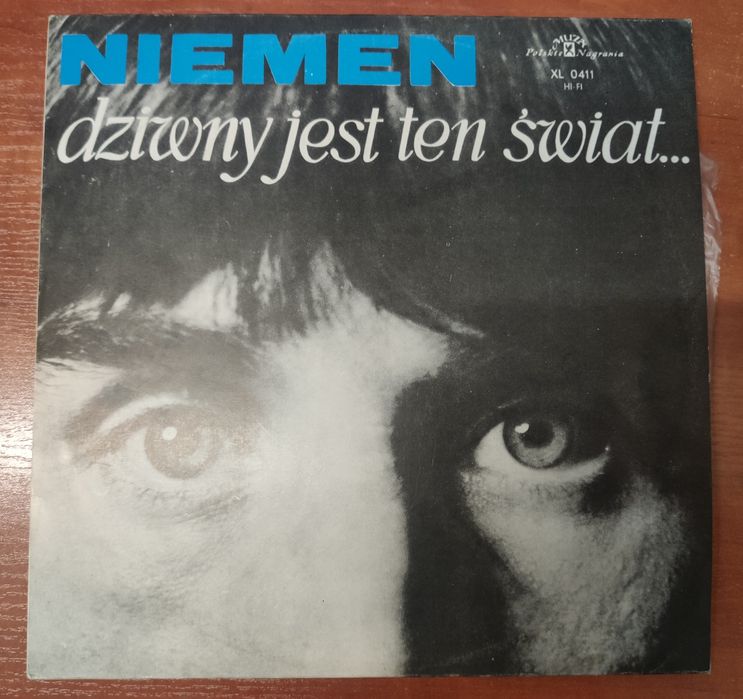 NIEMEN
dziwny jest ten świat...
MUZA
Polskie Nagrania
XL 0411
HI-FI